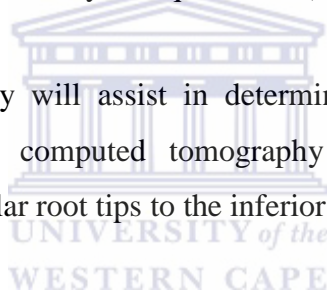 y will assist in determin
computed tomography
lar root tips to the inferior
UNIVERSITY of the
WESTERN CAPE